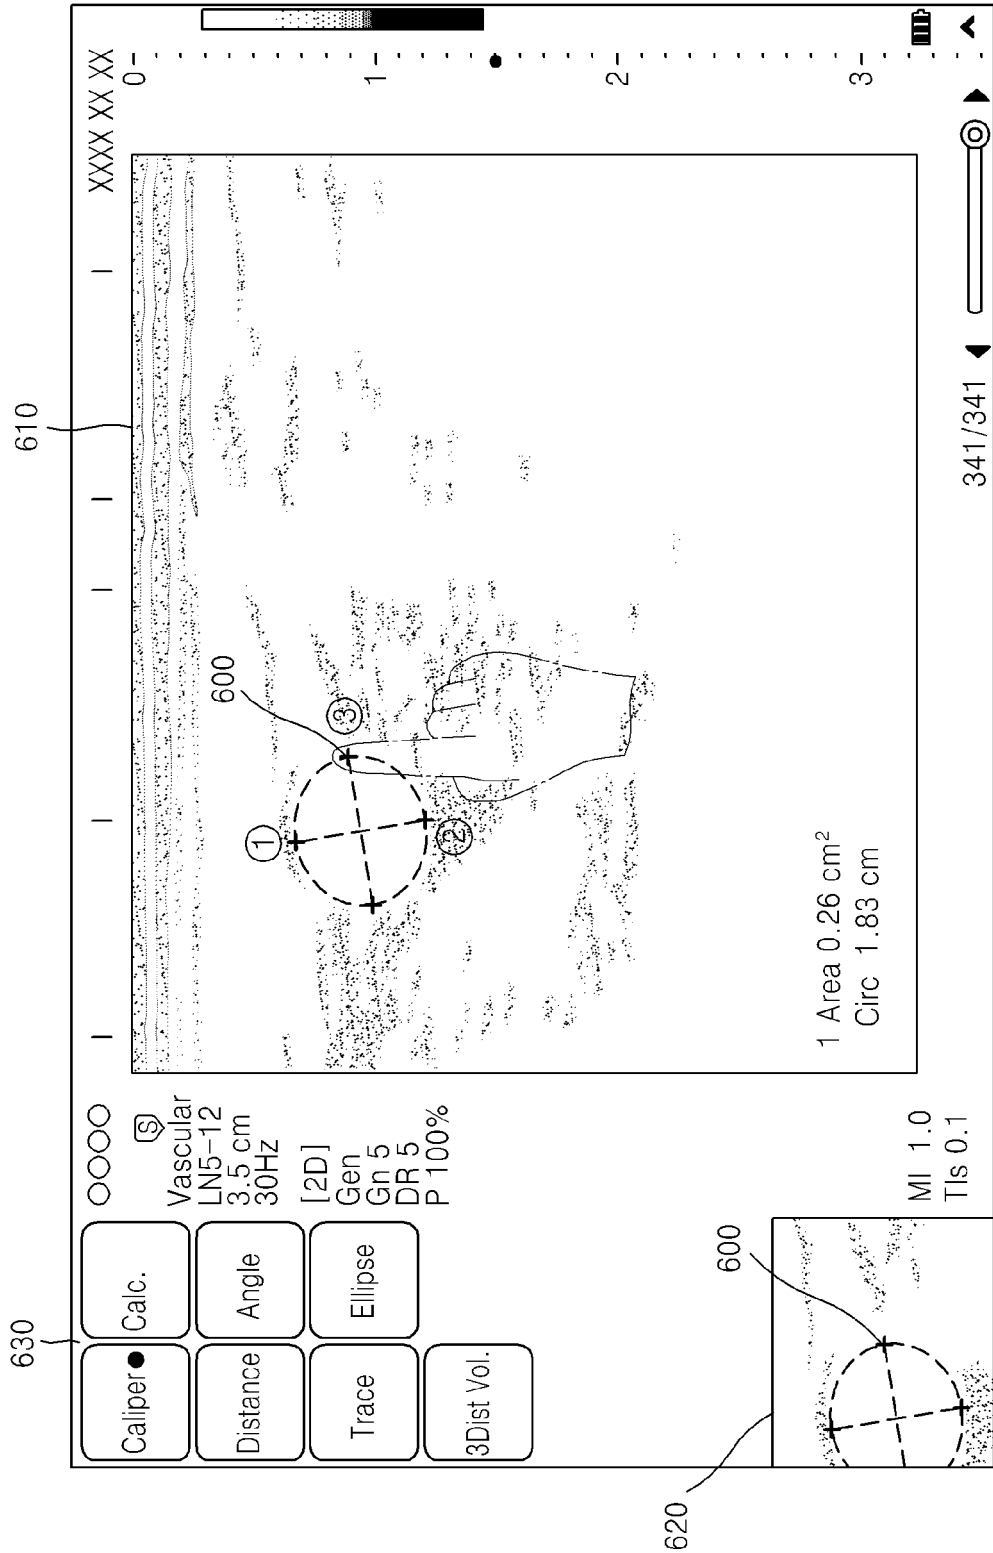 630
610
Caliper
Calc.
Distance
Angle
Trace
Ellipse
3Dist Vol.
S
Vascular
LN5-12
3.5 cm
30Hz
[2D]
Gen
Gn 5
DR 5
P 100%
XXXX XX XX
600
1
2
3
1 Area 0.26 cm²
Circ 1.83 cm
0
1
2
3
620
600
MI 1.0
TIs 0.1
341/341